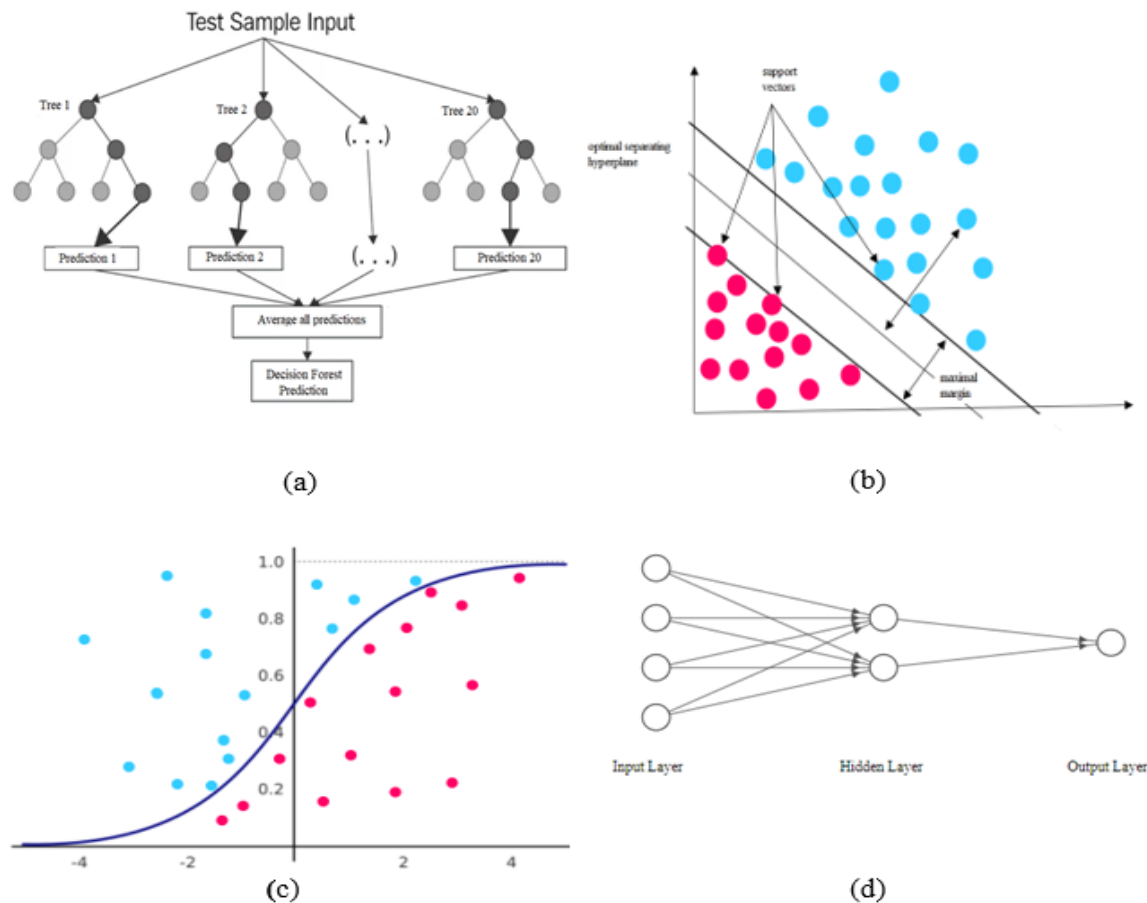 Test Sample Input
Tree 1
Tree 2
(. . .)
Tree 20
Prediction 1
Prediction 2
(. . .)
Prediction 20
Average all predictions
Decision Forest
Prediction
(a)
support
vectors
optimal separating
hyperplane
maximal
margin
(b)
1.0
0.8
0.6
0.4
0.2
-4
-2
2
4
(c)
Input Layer
Hidden Layer
Output Layer
(d)